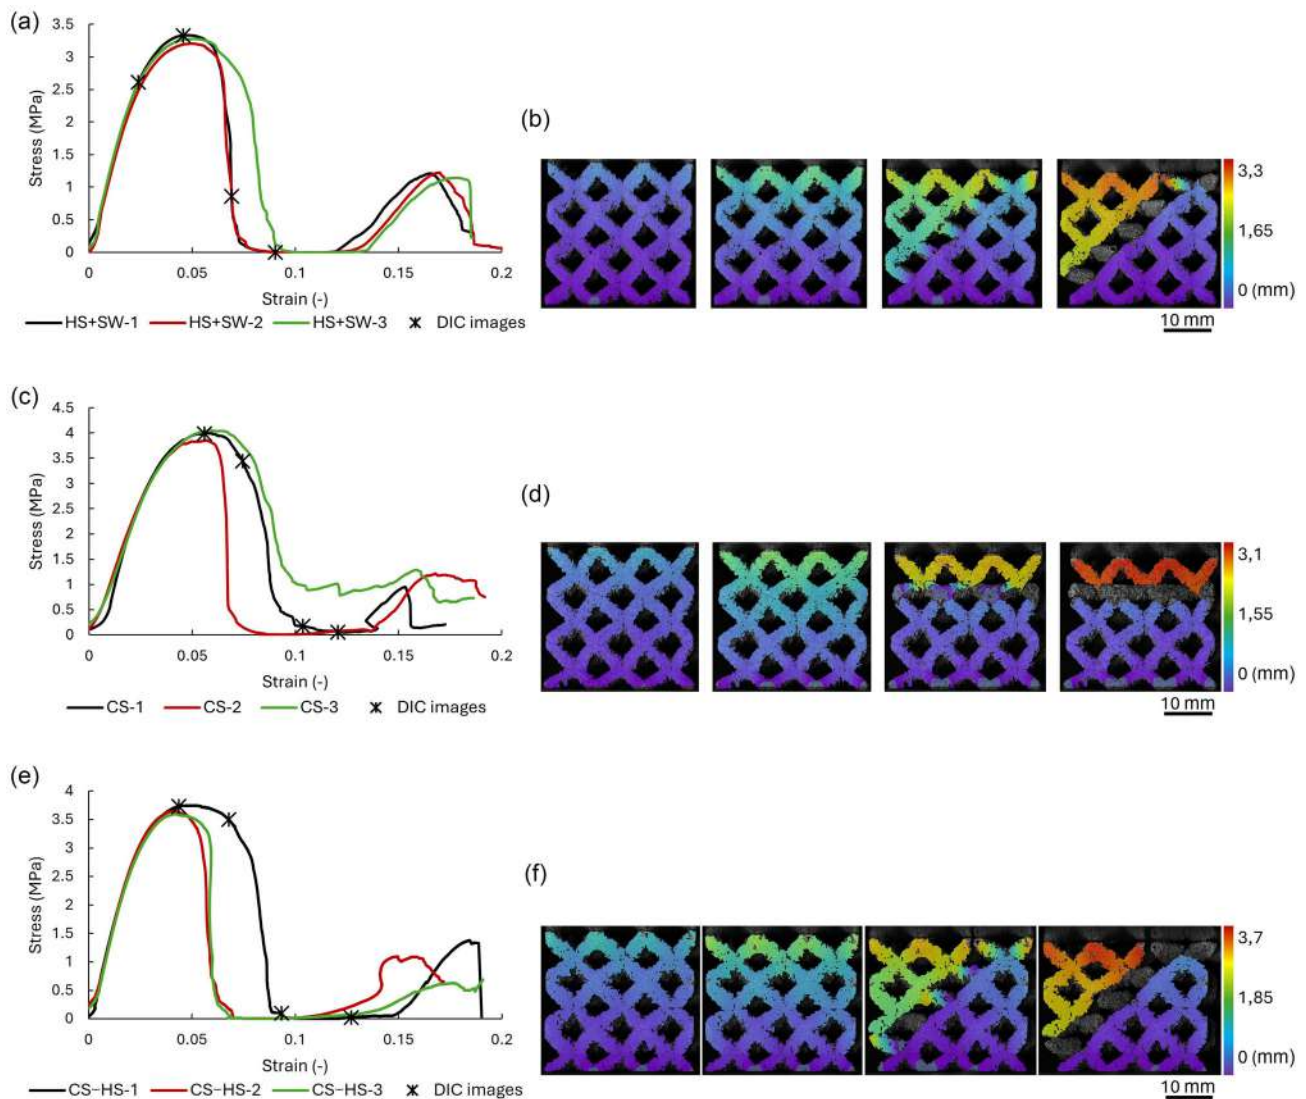 (a)
3.5
3
2.5
2
1.5
1
0.5
0
Stress (MPa)
0 0.05 0.1 0.15 0.2
Strain (-)
HS+SW-1 HS+SW-2 HS+SW-3 DIC images
(b)
3,3
1,65
0 (mm)
10 mm
(c)
4.5
4
3.5
3
2.5
2
1.5
1
0.5
0
Stress (MPa)
0 0.05 0.1 0.15 0.2
Strain (-)
CS-1 CS-2 CS-3 DIC images
(d)
3,1
1,55
0 (mm)
10 mm
(e)
4
3.5
3
2.5
2
1.5
1
0.5
0
Stress (MPa)
0 0.05 0.1 0.15 0.2
Strain (-)
CS-HS-1 CS-HS-2 CS-HS-3 DIC images
(f)
3,7
1,85
0 (mm)
10 mm